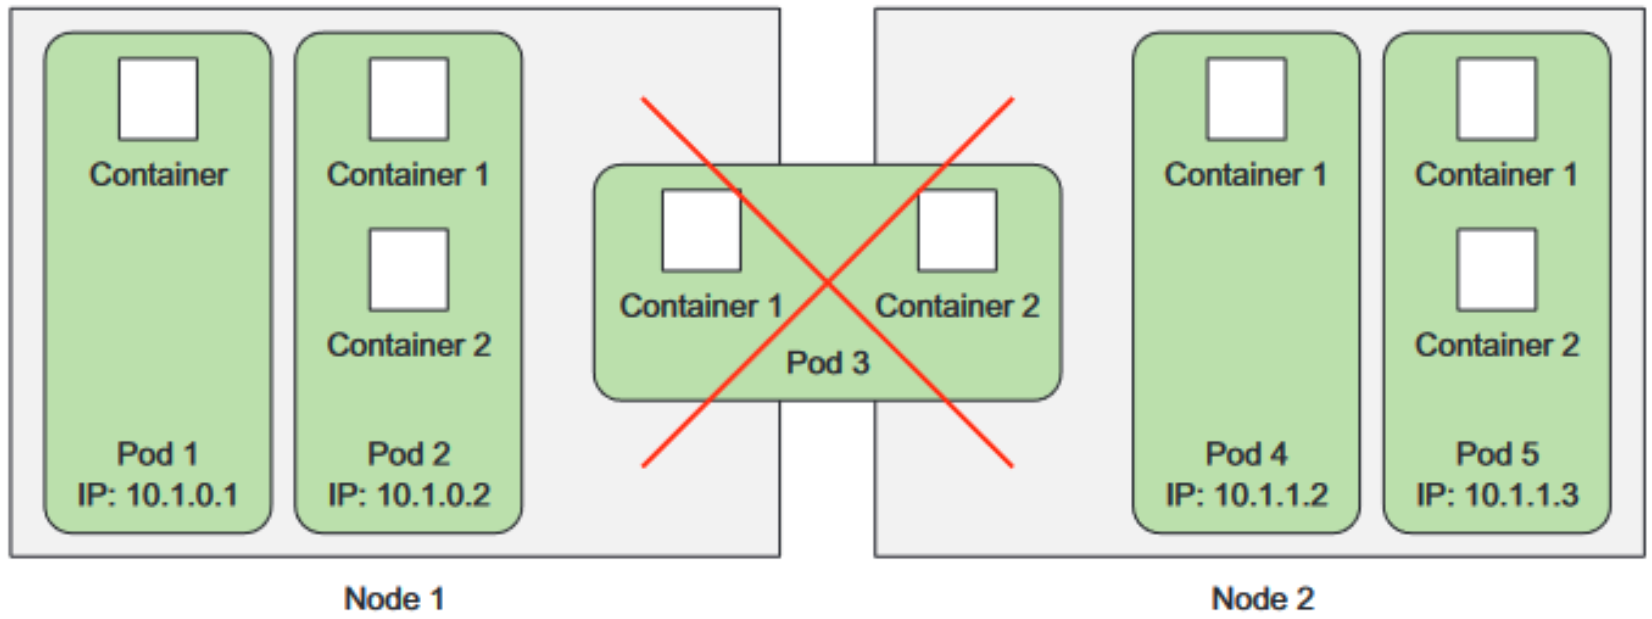 Container
Pod 1
IP: 10.1.0.1
Container 1
Container 2
Pod 2
IP: 10.1.0.2
Container 1
Container 2
Pod 3
Container 1
Pod 4
IP: 10.1.1.2
Container 1
Container 2
Pod 5
IP: 10.1.1.3
Node 1
Node 2